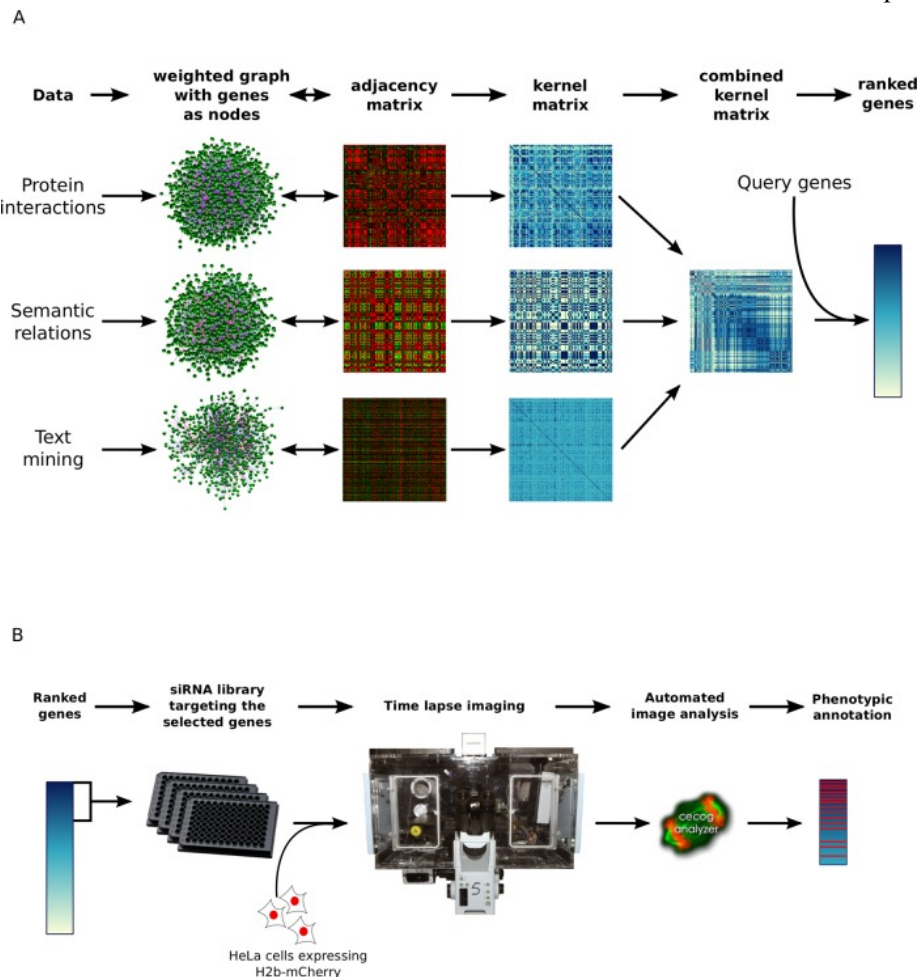 A
Data
weighted graph
with genes
as nodes
adjacency
matrix
kernel
matrix
combined
kernel
matrix
ranked
genes
Protein
interactions
Query genes
Semantic
relations
Text
mining
B
Ranked
genes
siRNA library
targeting the
selected genes
Time lapse imaging
Automated
image analysis
Phenotypic
annotation
cecog
analyzer
5
HeLa cells expressing
H2b-mCherry